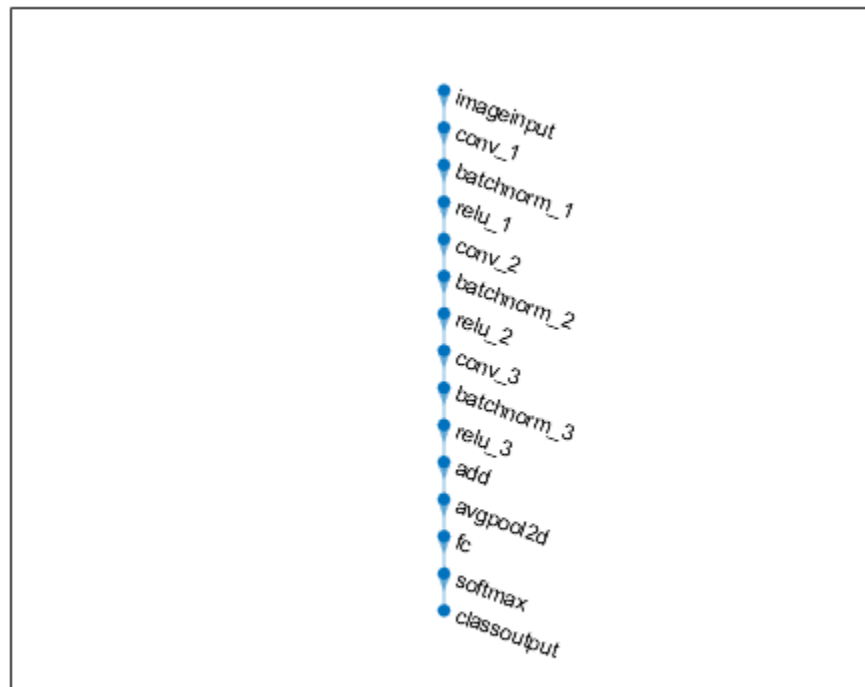 imageinput
conv_1
batchnorm_1
relu_1
conv_2
batchnorm_2
relu_2
conv_3
batchnorm_3
relu_3
add
avgpool2d
fc
softmax
classoutput